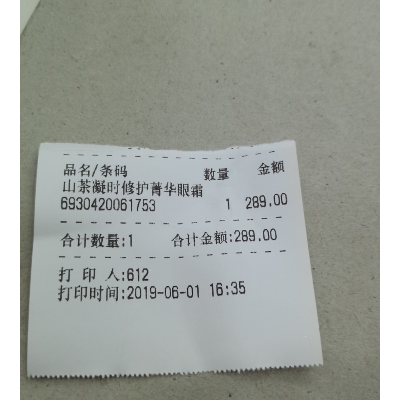 品名/条码 数量 金额
山茶凝时修护菁华眼霜
6930420061753 1 289.00
合计数量:1 合计金额:289.00
打 印 人:612
打印时间:2019-06-01 16:35